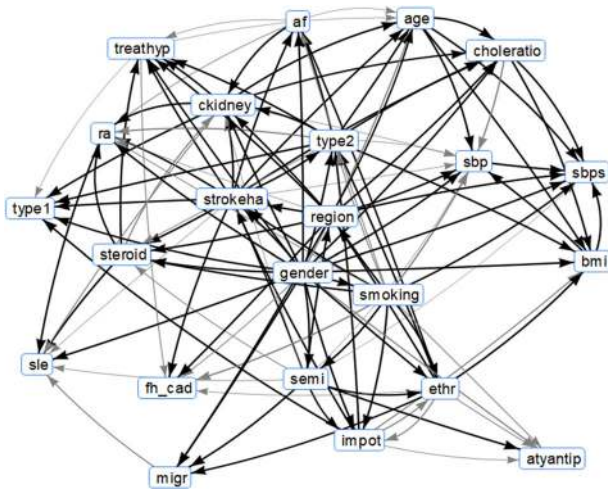 af
age
treathyp
choleratio
ckidney
ra
type2
sbp
sbps
strokeha
type1
region
steroid
gender
bmi
smoking
sle
semi
fh_cad
ethr
impot
atyantip
migr